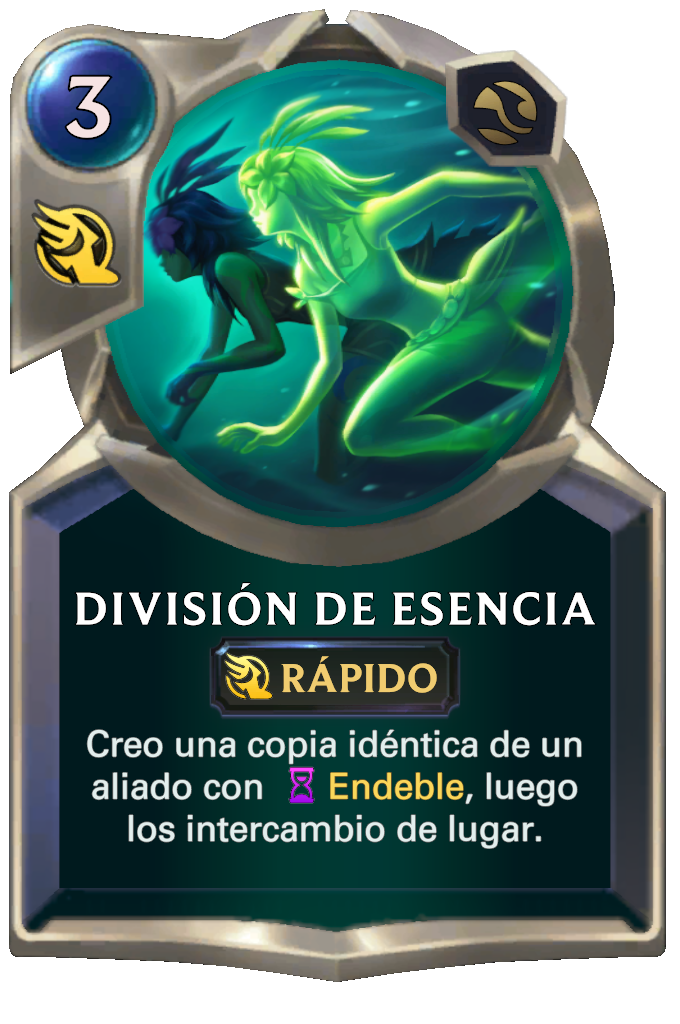 3
DIVISIÓN DE ESENCIA
RÁPIDO
Creo una copia idéntica de un
aliado con Endeble, luego
los intercambio de lugar.